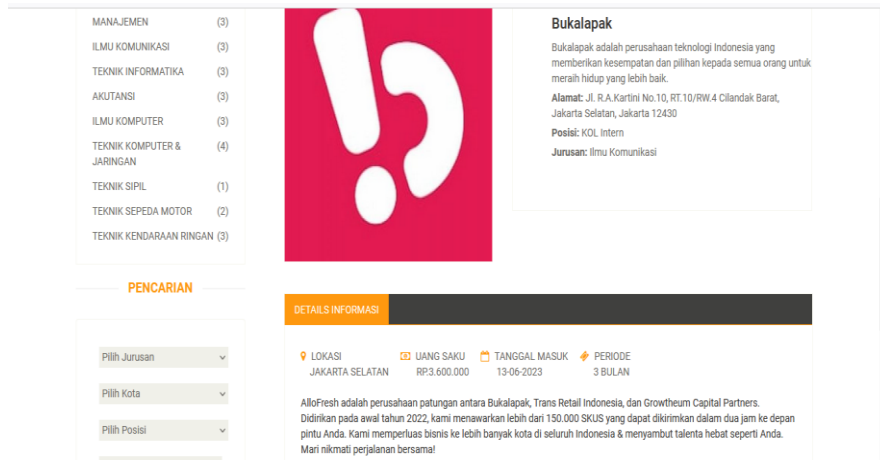 MANAJEMEN (3)
ILMU KOMUNIKASI (3)
TEKNIK INFORMATIKA (3)
AKUTANSI (3)
ILMU KOMPUTER (3)
TEKNIK KOMPUTER & (4)
JARINGAN
TEKNIK SIPIL (1)
TEKNIK SEPEDA MOTOR (2)
TEKNIK KENDARAAN RINGAN (3)
PENCARIAN
Pilih Jurusan
Pilih Kota
Pilih Posisi
Bukalapak
Bukalapak adalah perusahaan teknologi Indonesia yang
memberikan kesempatan dan pilihan kepada semua orang untuk
meraih hidup yang lebih baik.
Alamat: Jl. R.A.Kartini No.10, RT.10/RW.4 Cilandak Barat,
Jakarta Selatan, Jakarta 12430
Posisi: KOL Intern
Jurusan: Ilmu Komunikasi
DETAILS INFORMASI
LOKASI UANG SAKU TANGGAL MASUK PERIODE
JAKARTA SELATAN RP.3.600.000 13-06-2023 3 BULAN
AlloFresh adalah perusahaan patungan antara Bukalapak, Trans Retail Indonesia, dan Growtheum Capital Partners.
Didirikan pada awal tahun 2022, kami menawarkan lebih dari 150.000 SKUS yang dapat dikirimkan dalam dua jam ke depan
pintu Anda. Kami memperluas bisnis ke lebih banyak kota di seluruh Indonesia & menyambut talenta hebat seperti Anda.
Mari nikmati perjalanan bersama!